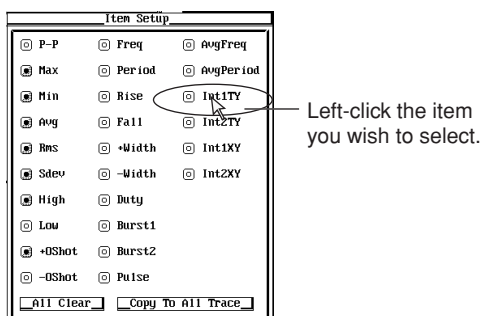 Item Setup
P-P Freq AvgFreq
Max Period AvgPeriod
Min Rise Int1TY
Avg Fall Int2TY
Rms +Width Int1XY
Sdev -Width Int2XY
High Duty
Low Burst1
+OShot Burst2
-OShot Pulse
All Clear Copy To All Trace
Left-click the item
you wish to select.